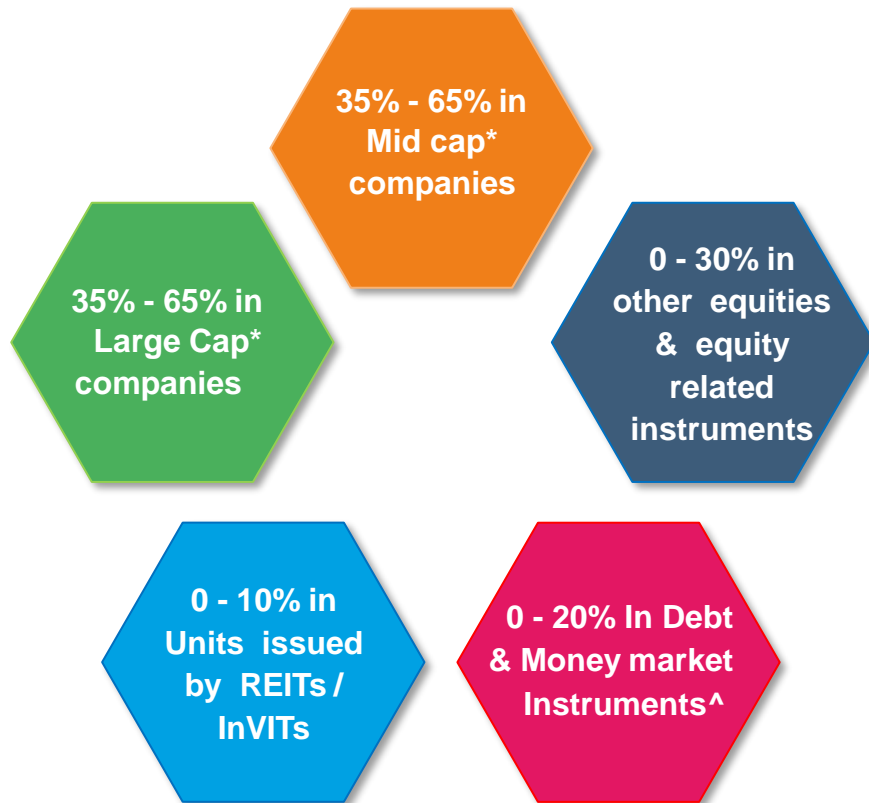 35% - 65% in
Mid cap*
companies
35% - 65% in
Large Cap*
companies
0 - 30% in
other equities
& equity
related
instruments
0 - 10% in
Units issued
by REITs /
InVITs
0 - 20% In Debt
& Money market
Instruments^